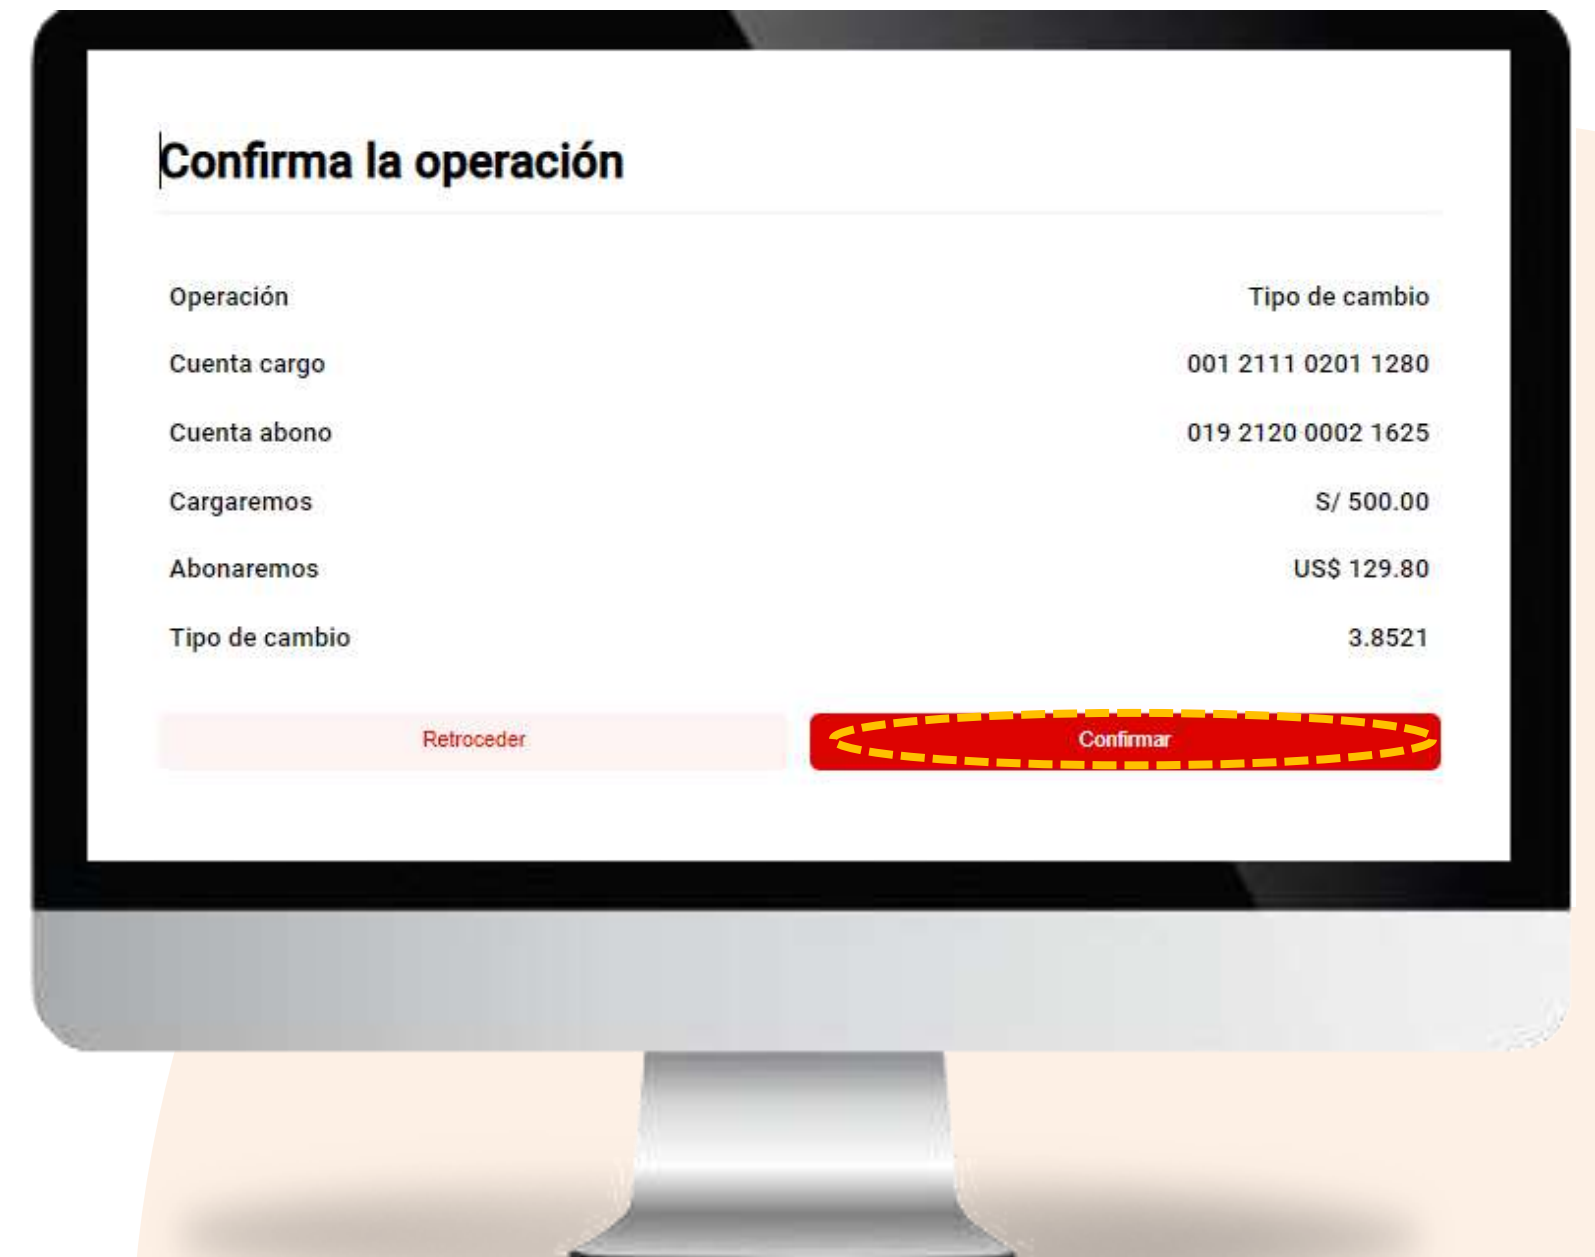 Confirma la operación
Operación Tipo de cambio
Cuenta cargo 001 2111 0201 1280
Cuenta abono 019 2120 0002 1625
Cargaremos S/ 500.00
Abonaremos US$ 129.80
Tipo de cambio 3.8521
Retroceder Confirmar